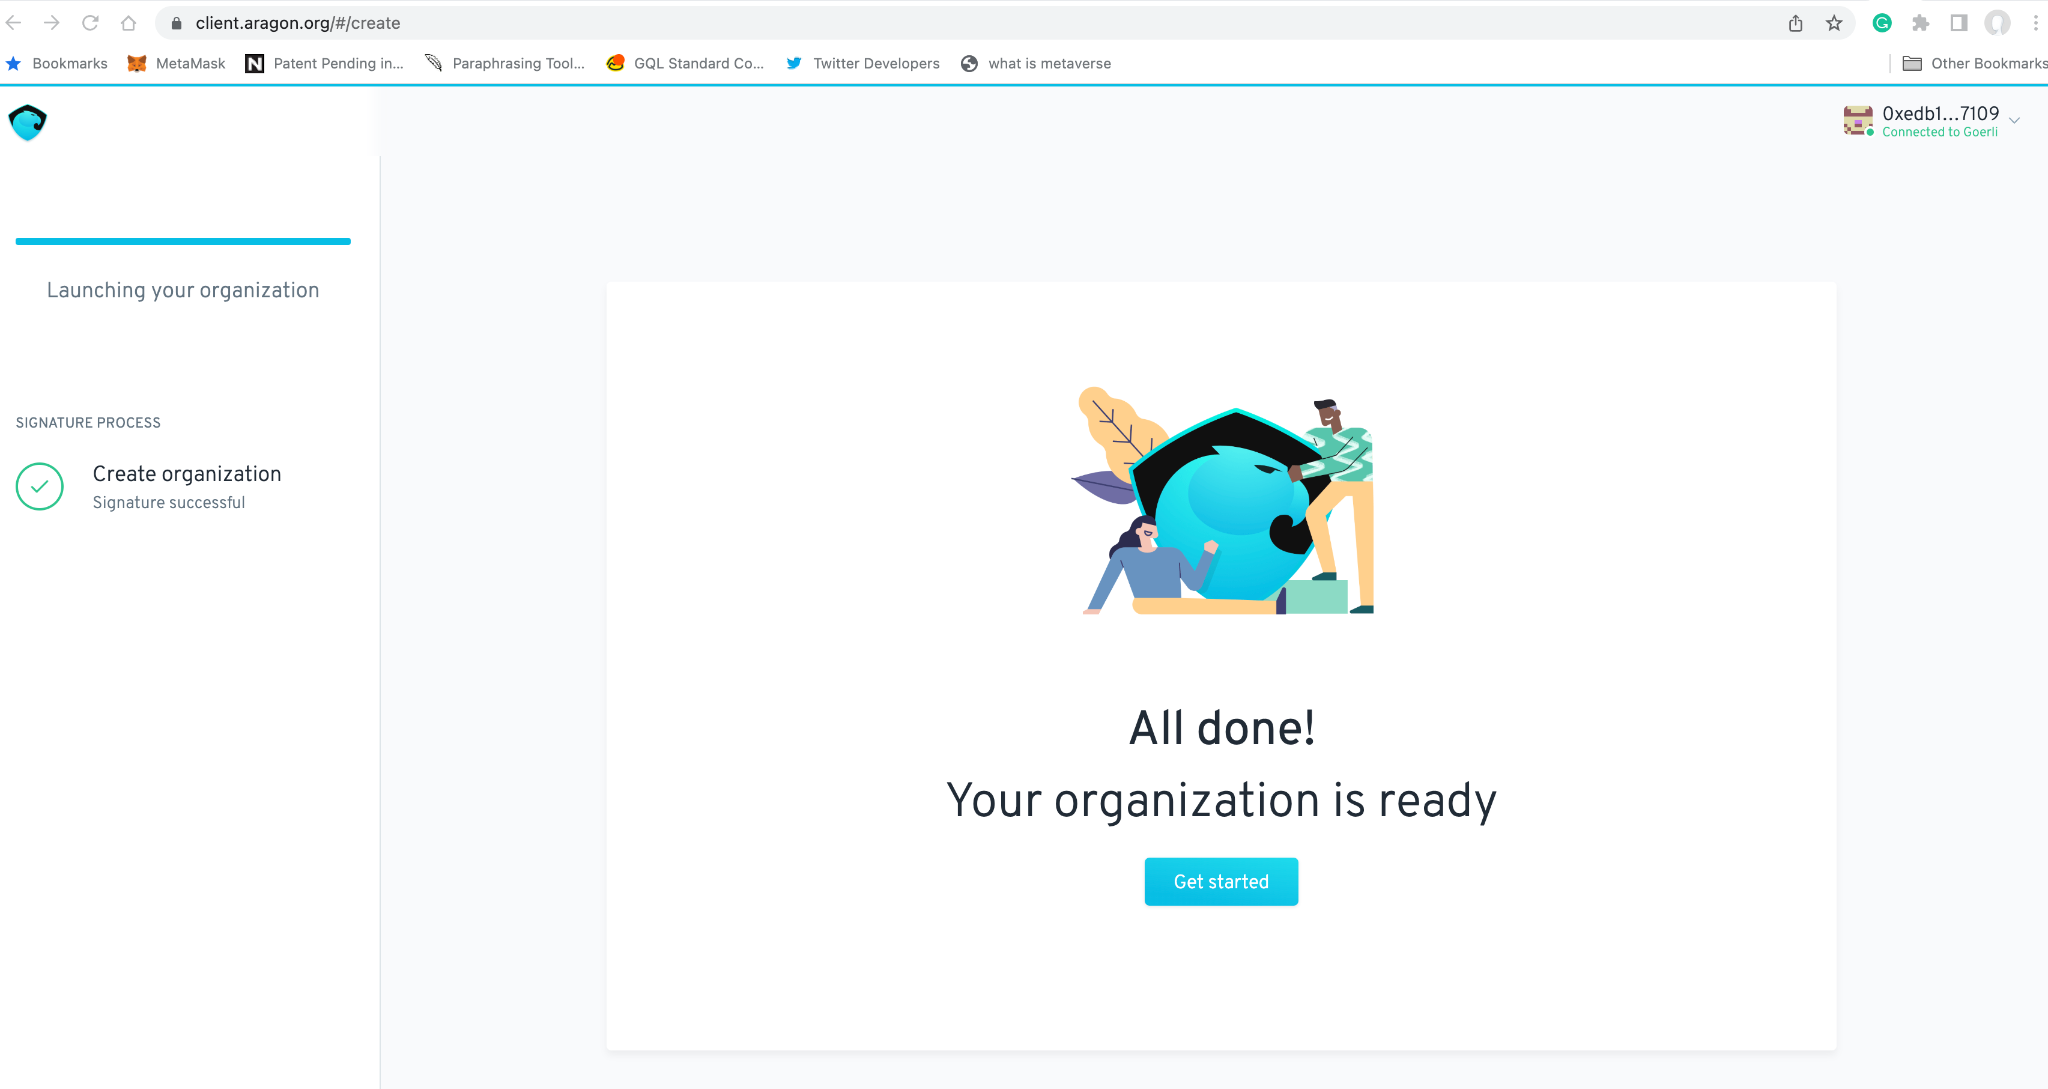 client.aragon.org/#/create
Bookmarks MetaMask Patent Pending in... Paraphrasing Tool... GQL Standard Co... Twitter Developers what is metaverse Other Bookmarks
0xedb1...7109
Connected to Goerli
Launching your organization
SIGNATURE PROCESS
Create organization
Signature successful
All done!
Your organization is ready
Get started